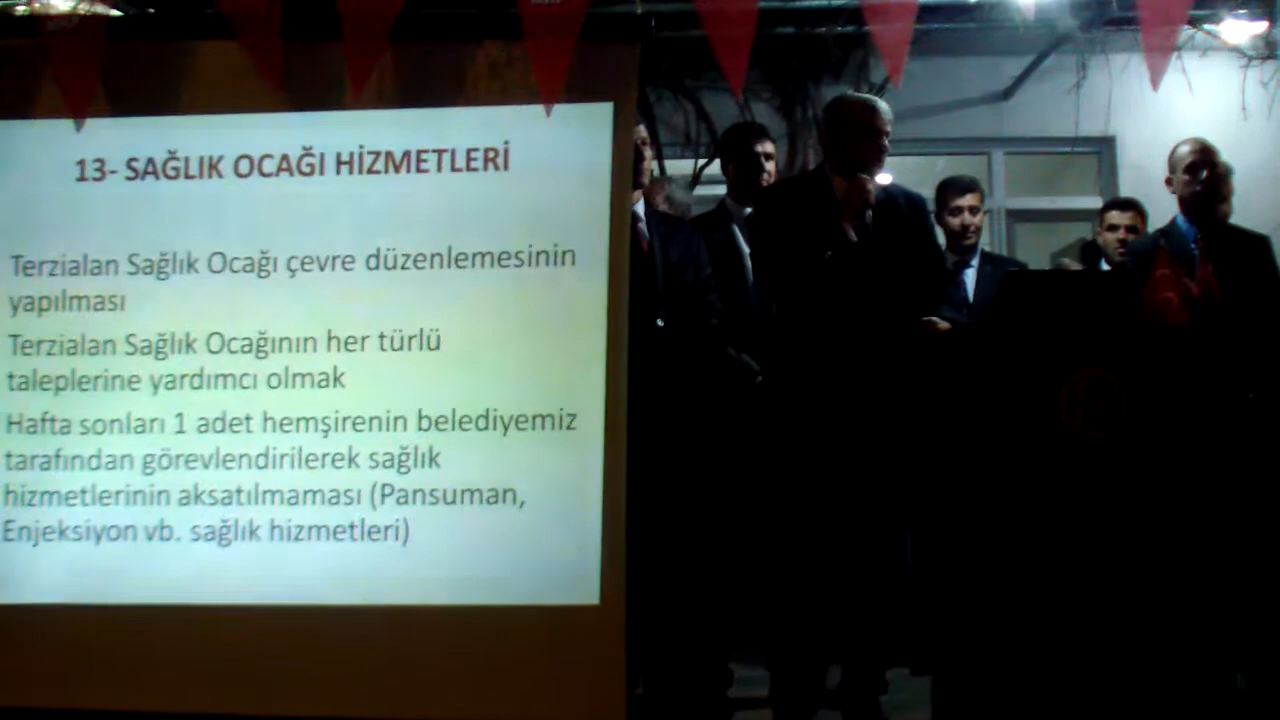 13- SAĞLIK OCAĞI HİZMETLERİ
Terzialan Sağlık Ocağı çevre düzenlemesinin
yapılması
Terzialan Sağlık Ocağının her türlü
taleplerine yardımcı olmak
Hafta sonları 1 adet hemşirenin belediyemiz
tarafından görevlendirilerek sağlık
hizmetlerinin aksatılmaması (Pansuman,
Enjeksiyon vb. sağlık hizmetleri)